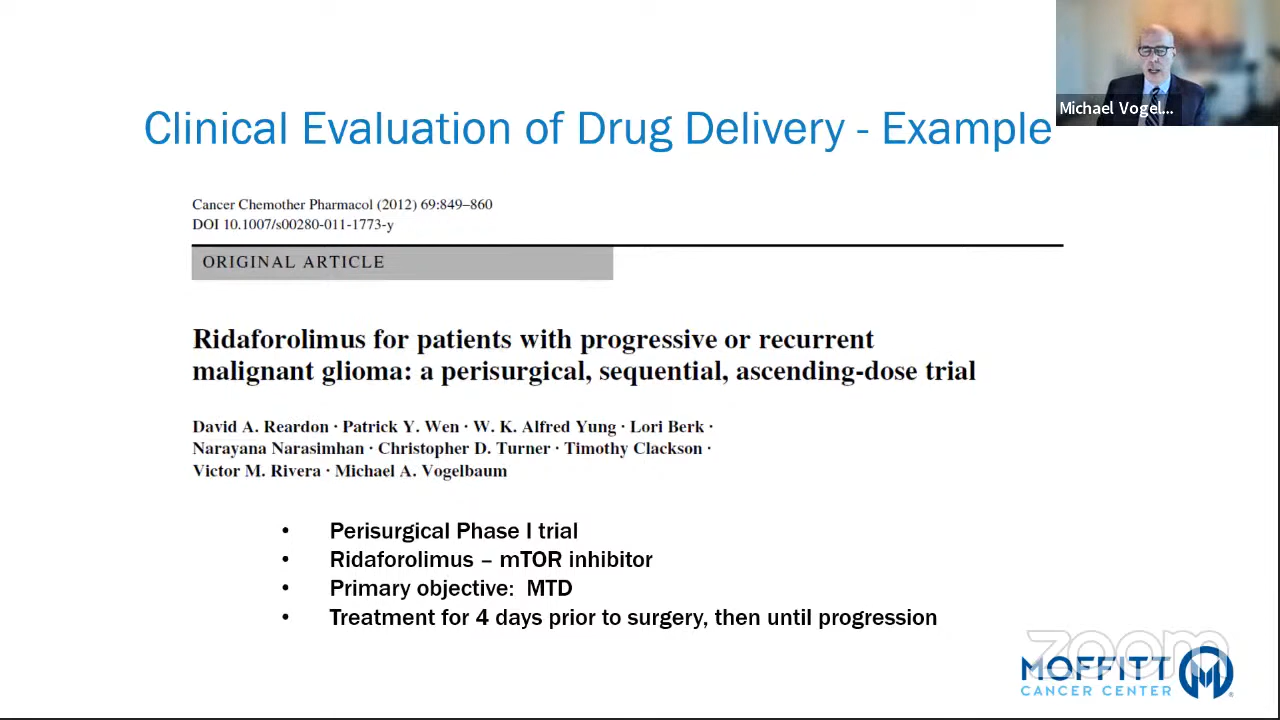 Michael Vogel...
Clinical Evaluation of Drug Delivery - Example
Cancer Chemother Pharmacol (2012) 69:849–860
DOI 10.1007/s00280-011-1773-y
ORIGINAL ARTICLE
Ridaforolimus for patients with progressive or recurrent
malignant glioma: a perisurgical, sequential, ascending-dose trial
David A. Reardon · Patrick Y. Wen · W. K. Alfred Yung · Lori Berk ·
Narayana Narasimhan · Christopher D. Turner · Timothy Clackson ·
Victor M. Rivera · Michael A. Vogelbaum
• Perisurgical Phase I trial
• Ridaforolimus – mTOR inhibitor
• Primary objective: MTD
• Treatment for 4 days prior to surgery, then until progression
zoom
MOFFITT
CANCER CENTER
®